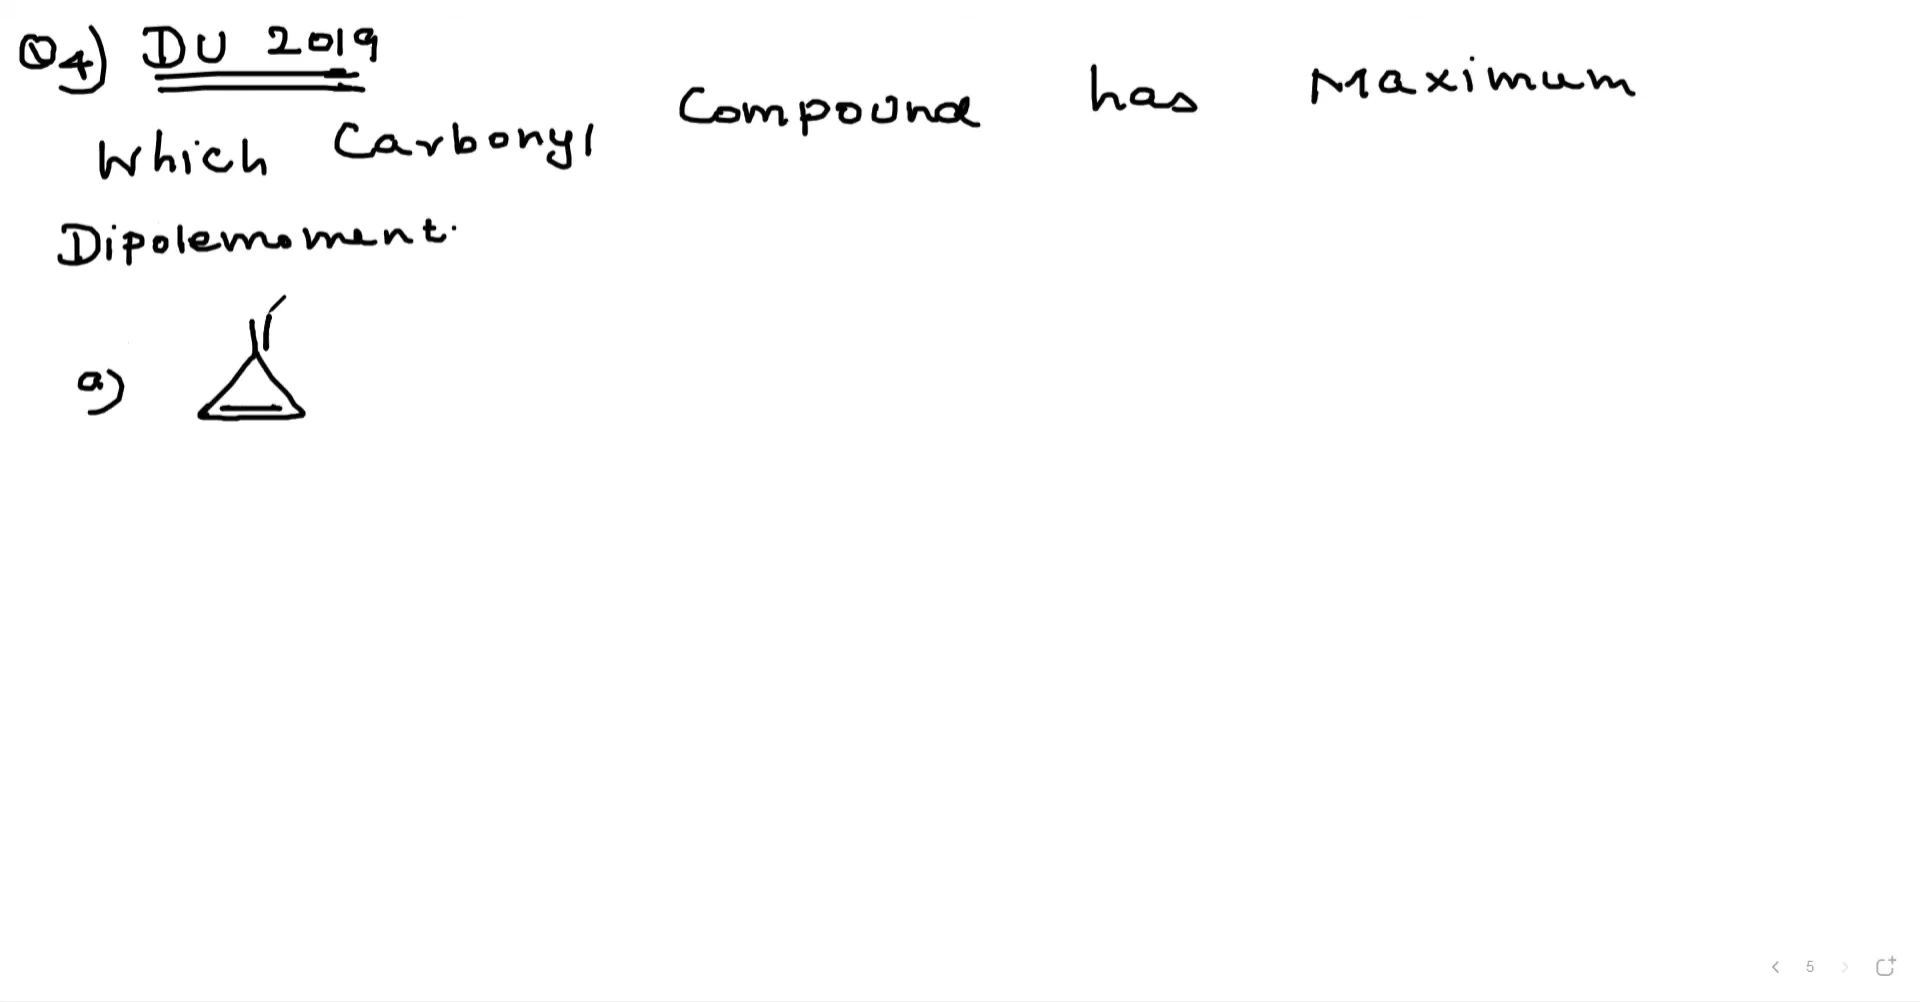 Q4) DU 2019
Which Carbonyl Compound has Maximum
Dipolemoment.
a)
5